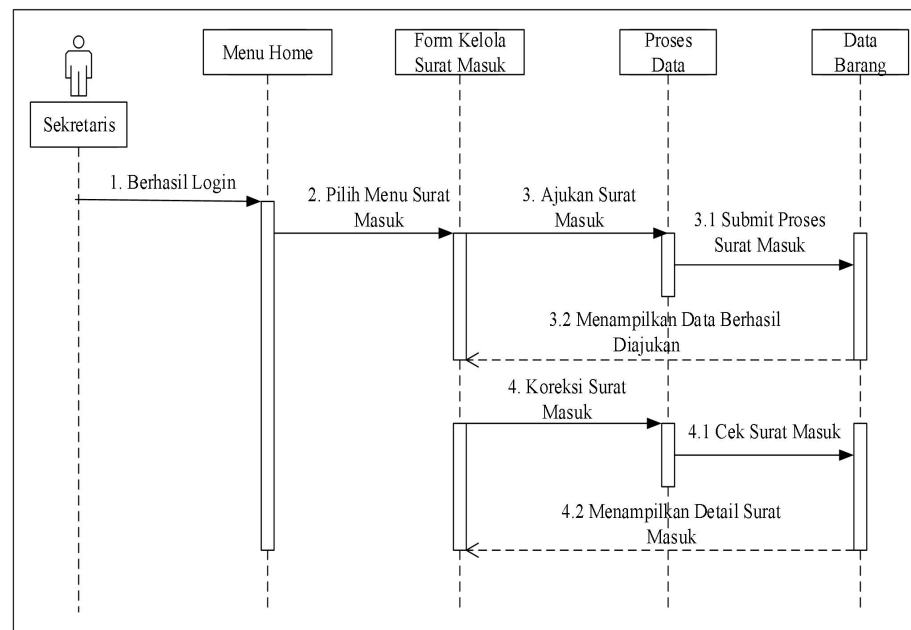 Sekretaris
Menu Home
Form Kelola
Surat Masuk
Proses
Data
Data
Barang
1. Berhasil Login
2. Pilih Menu Surat
Masuk
3. Ajukan Surat
Masuk
3.1 Submit Proses
Surat Masuk
3.2 Menampilkan Data Berhasil
Diajukan
4. Koreksi Surat
Masuk
4.1 Cek Surat Masuk
4.2 Menampilkan Detail Surat
Masuk